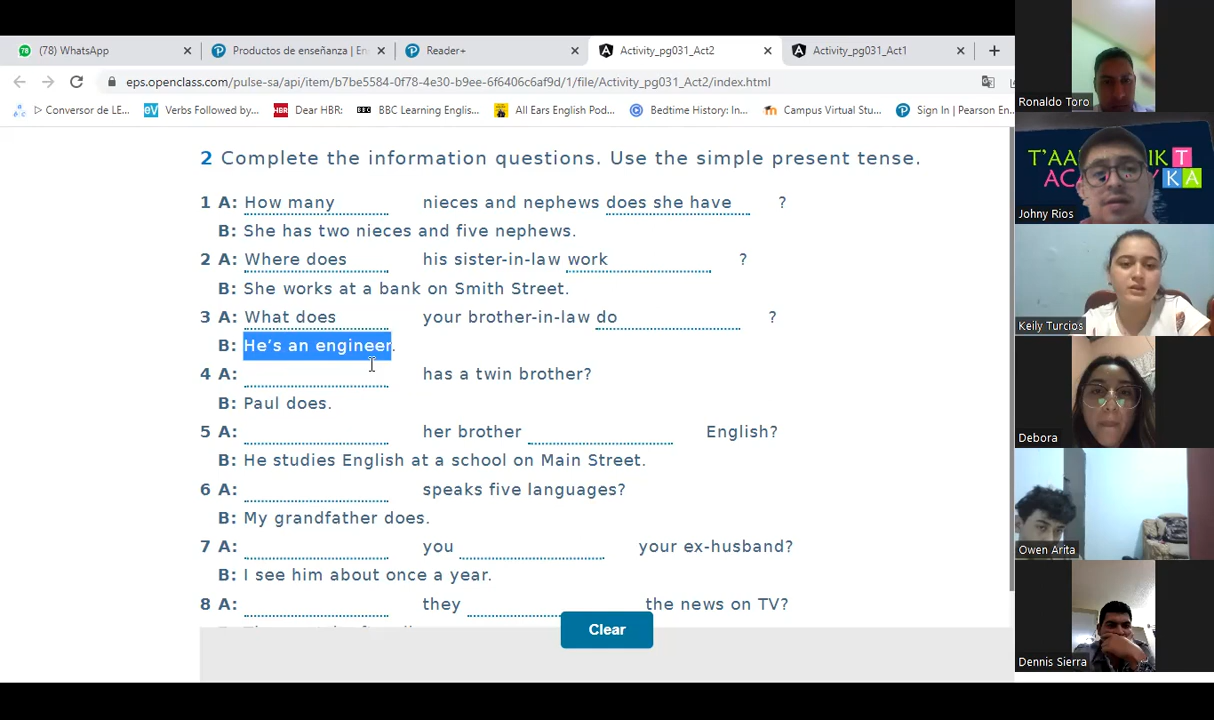 (78) WhatsApp
Productos de enseñanza | En
Reader+
Activity_pg031_Act2
Activity_pg031_Act1
eps.openclass.com/pulse-sa/api/item/b7be5584-0f78-4e30-b9ee-6f6406c6af9d/1/file/Activity_pg031_Act2/index.html
Conversor de LE...
Verbs Followed by...
Dear HBR:
BBC Learning Englis...
All Ears English Pod...
Bedtime History: In...
Campus Virtual Stu...
Sign In | Pearson En...
2 Complete the information questions. Use the simple present tense.
1 A: How many nieces and nephews does she have ?
B: She has two nieces and five nephews.
2 A: Where does his sister-in-law work ?
B: She works at a bank on Smith Street.
3 A: What does your brother-in-law do ?
B: He's an engineer.
4 A: has a twin brother?
B: Paul does.
5 A: her brother English?
B: He studies English at a school on Main Street.
6 A: speaks five languages?
B: My grandfather does.
7 A: you your ex-husband?
B: I see him about once a year.
8 A: they the news on TV?
Clear
Ronaldo Toro
Johny Rios
Keily Turcios
Debora
Owen Arita
Dennis Sierra